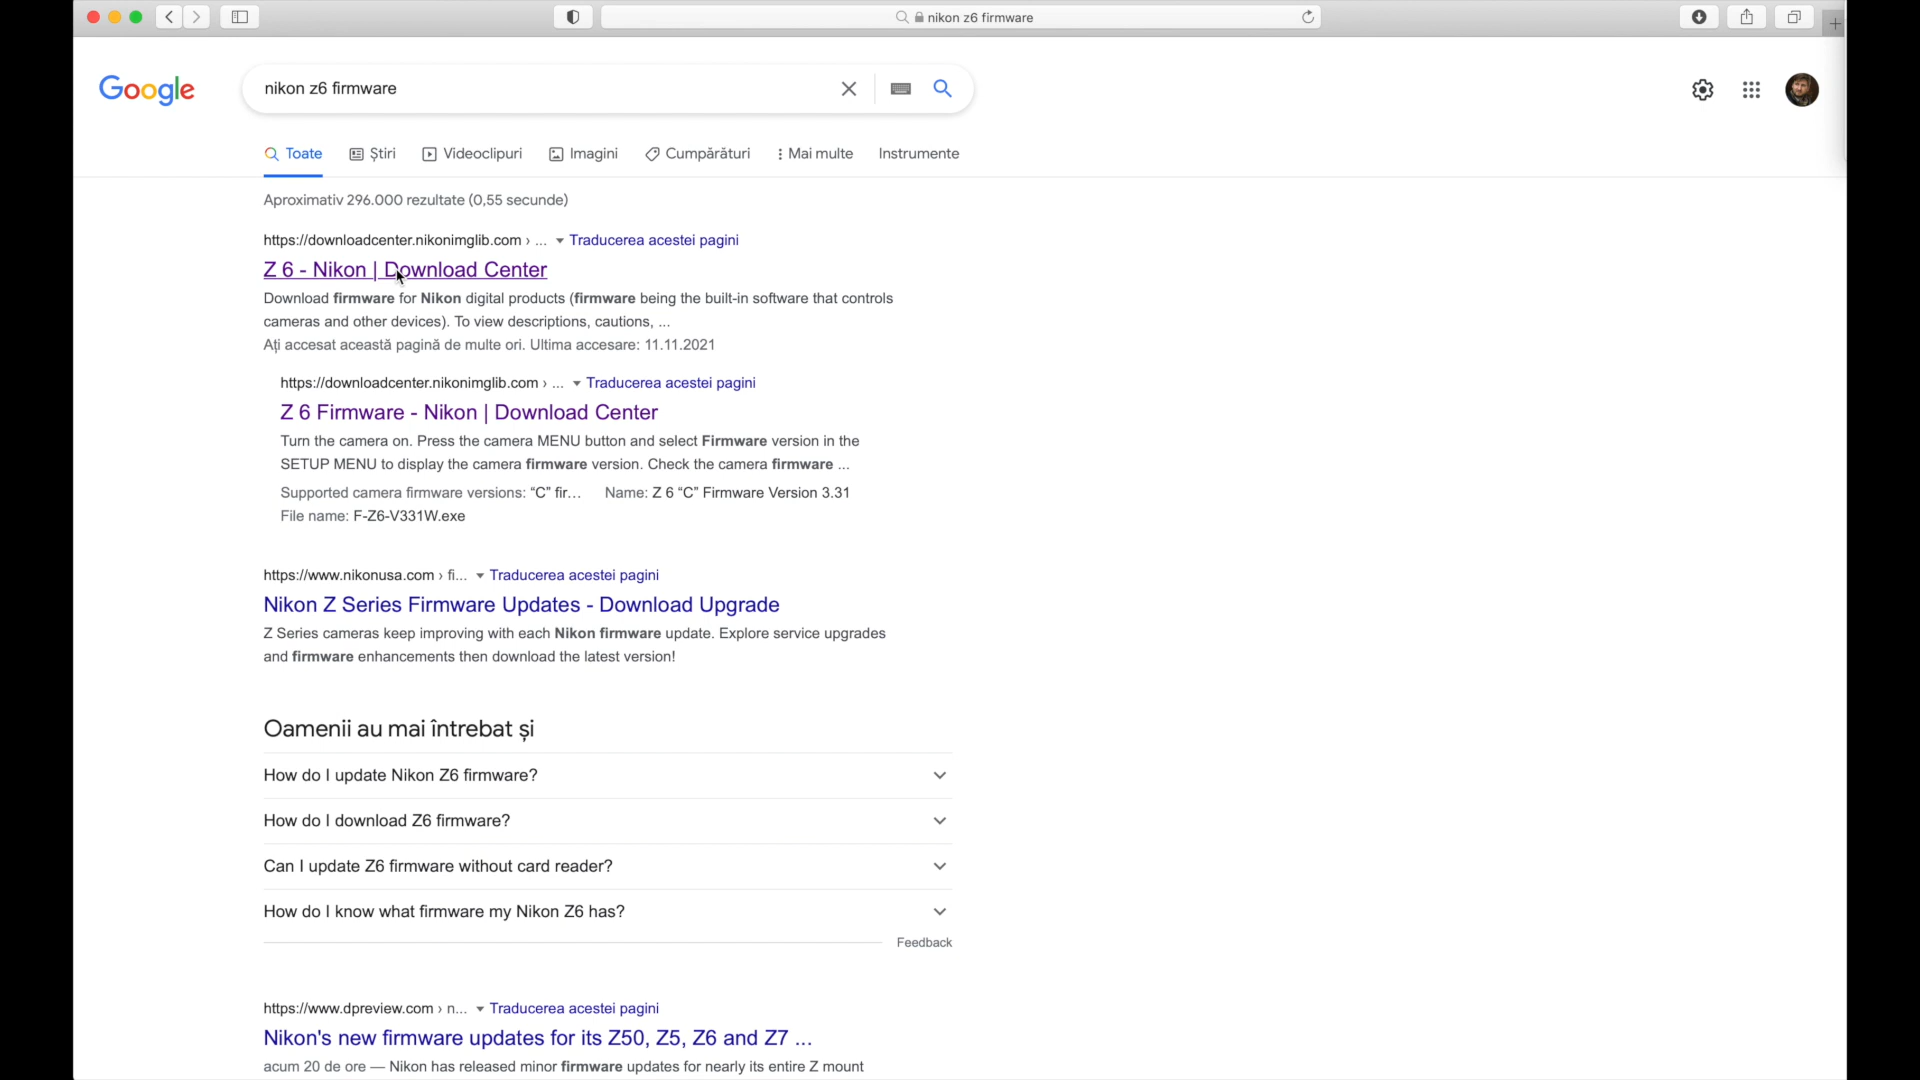 nikon z6 firmware
Google
nikon z6 firmware
Toate Știri Videoclipuri Imagini Cumpărături Mai multe Instrumente
Aproximativ 296.000 rezultate (0,55 secunde)
https://downloadcenter.nikonimglib.com › ... Traducerea acestei pagini
Z 6 - Nikon | Download Center
Download firmware for Nikon digital products (firmware being the built-in software that controls
cameras and other devices). To view descriptions, cautions, ...
Ați accesat această pagină de multe ori. Ultima accesare: 11.11.2021
https://downloadcenter.nikonimglib.com › ... Traducerea acestei pagini
Z 6 Firmware - Nikon | Download Center
Turn the camera on. Press the camera MENU button and select Firmware version in the
SETUP MENU to display the camera firmware version. Check the camera firmware ...
Supported camera firmware versions: “C” fir... Name: Z 6 “C” Firmware Version 3.31
File name: F-Z6-V331W.exe
https://www.nikonusa.com › fi... Traducerea acestei pagini
Nikon Z Series Firmware Updates - Download Upgrade
Z Series cameras keep improving with each Nikon firmware update. Explore service upgrades
and firmware enhancements then download the latest version!
Oamenii au mai întrebat și
How do I update Nikon Z6 firmware?
How do I download Z6 firmware?
Can I update Z6 firmware without card reader?
How do I know what firmware my Nikon Z6 has?
Feedback
https://www.dpreview.com › n... Traducerea acestei pagini
Nikon's new firmware updates for its Z50, Z5, Z6 and Z7 ...
acum 20 de ore — Nikon has released minor firmware updates for nearly its entire Z mount